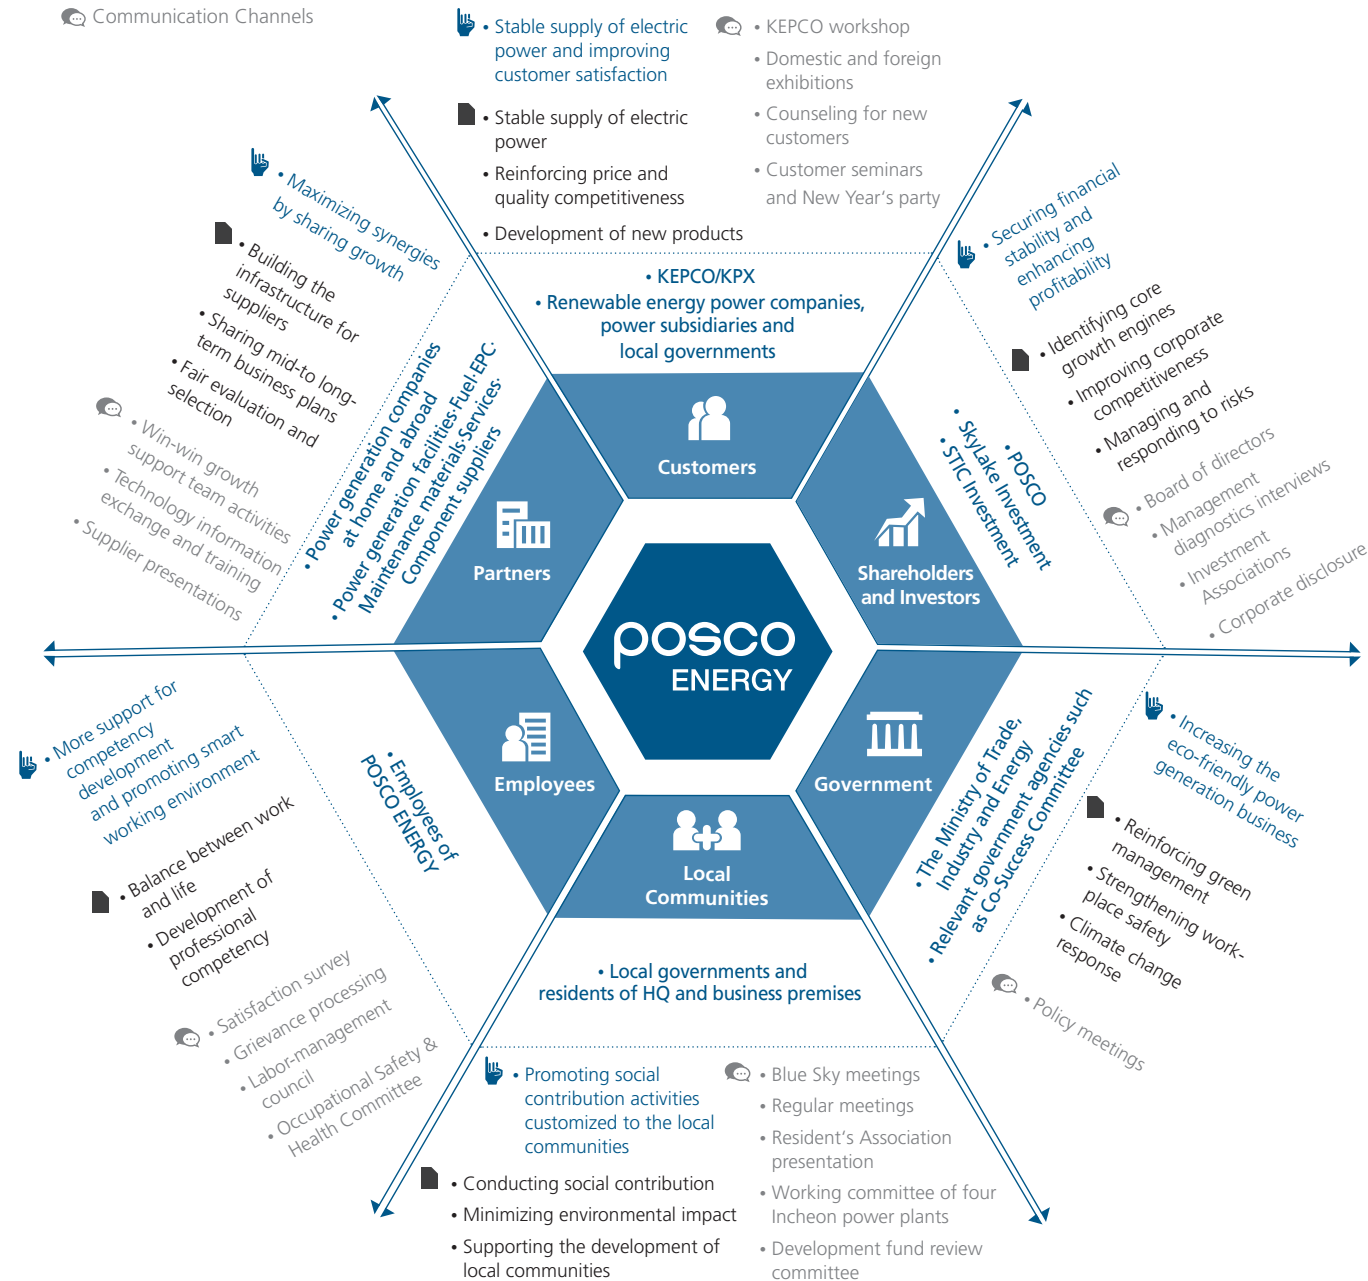 Communication Channels
• Stable supply of electric
power and improving
customer satisfaction
• Stable supply of electric
power
• Reinforcing price and
quality competitiveness
• Development of new products
• KEPCO workshop
• Domestic and foreign
exhibitions
• Counseling for new
customers
• Customer seminars
and New Year's party
• KEPCO/KPX
• Renewable energy power companies,
power subsidiaries and
local governments
Customers
• Securing financial
stability and
enhancing
profitability
• Identifying core
growth engines
• Improving corporate
competitiveness
• Managing and
responding to risks
• Board of directors
• Management
diagnostics interviews
• Investment
Associations
• Corporate disclosure
• POSCO
• SkyLake Investment
• STIC Investment
Shareholders
and Investors
• Maximizing synergies
by sharing growth
• Building the
infrastructure for
suppliers
• Sharing mid-to long-
term business plans
• Fair evaluation and
selection
• Win-win growth
support team activities
• Technology information
exchange and training
• Supplier presentations
• Power generation companies
at home and abroad
• Power generation facilities·Fuel·EPC·
Maintenance materials·Services·
Component suppliers
Partners
posco
ENERGY
• More support for
competency
development
and promoting smart
working environment
• Balance between work
and life
• Development of
professional
competency
• Satisfaction survey
• Grievance processing
• Labor-management
council
• Occupational Safety &
Health Committee
• Employees of
POSCO ENERGY
Employees
Government
• The Ministry of Trade,
Industry and Energy
• Relevant government agencies such
as Co-Success Committee
• Increasing the
eco-friendly power
generation business
• Reinforcing green
management
• Strengthening work-
place safety
• Climate change
response
• Policy meetings
Local
Communities
• Local governments and
residents of HQ and business premises
• Promoting social
contribution activities
customized to the local
communities
• Conducting social contribution
• Minimizing environmental impact
• Supporting the development of
local communities
• Blue Sky meetings
• Regular meetings
• Resident's Association
presentation
• Working committee of four
Incheon power plants
• Development fund review
committee